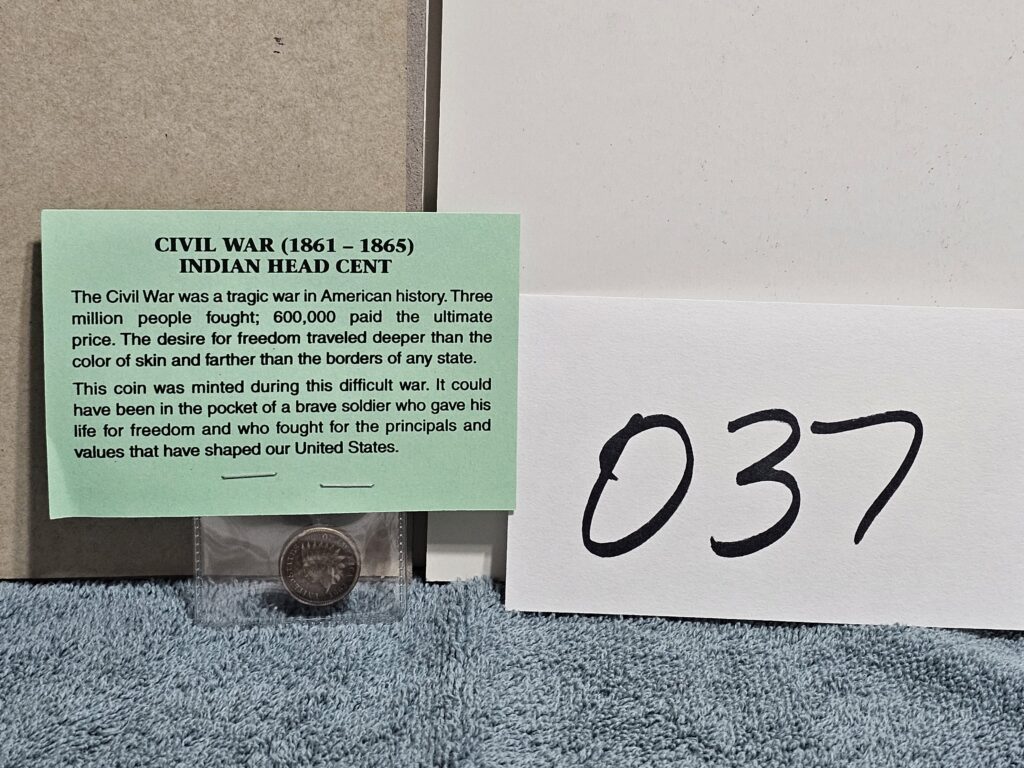 CIVIL WAR (1861 – 1865)
INDIAN HEAD CENT
The Civil War was a tragic war in American history. Three
million people fought; 600,000 paid the ultimate
price. The desire for freedom traveled deeper than the
color of skin and farther than the borders of any state.
This coin was minted during this difficult war. It could
have been in the pocket of a brave soldier who gave his
life for freedom and who fought for the principals and
values that have shaped our United States.
037